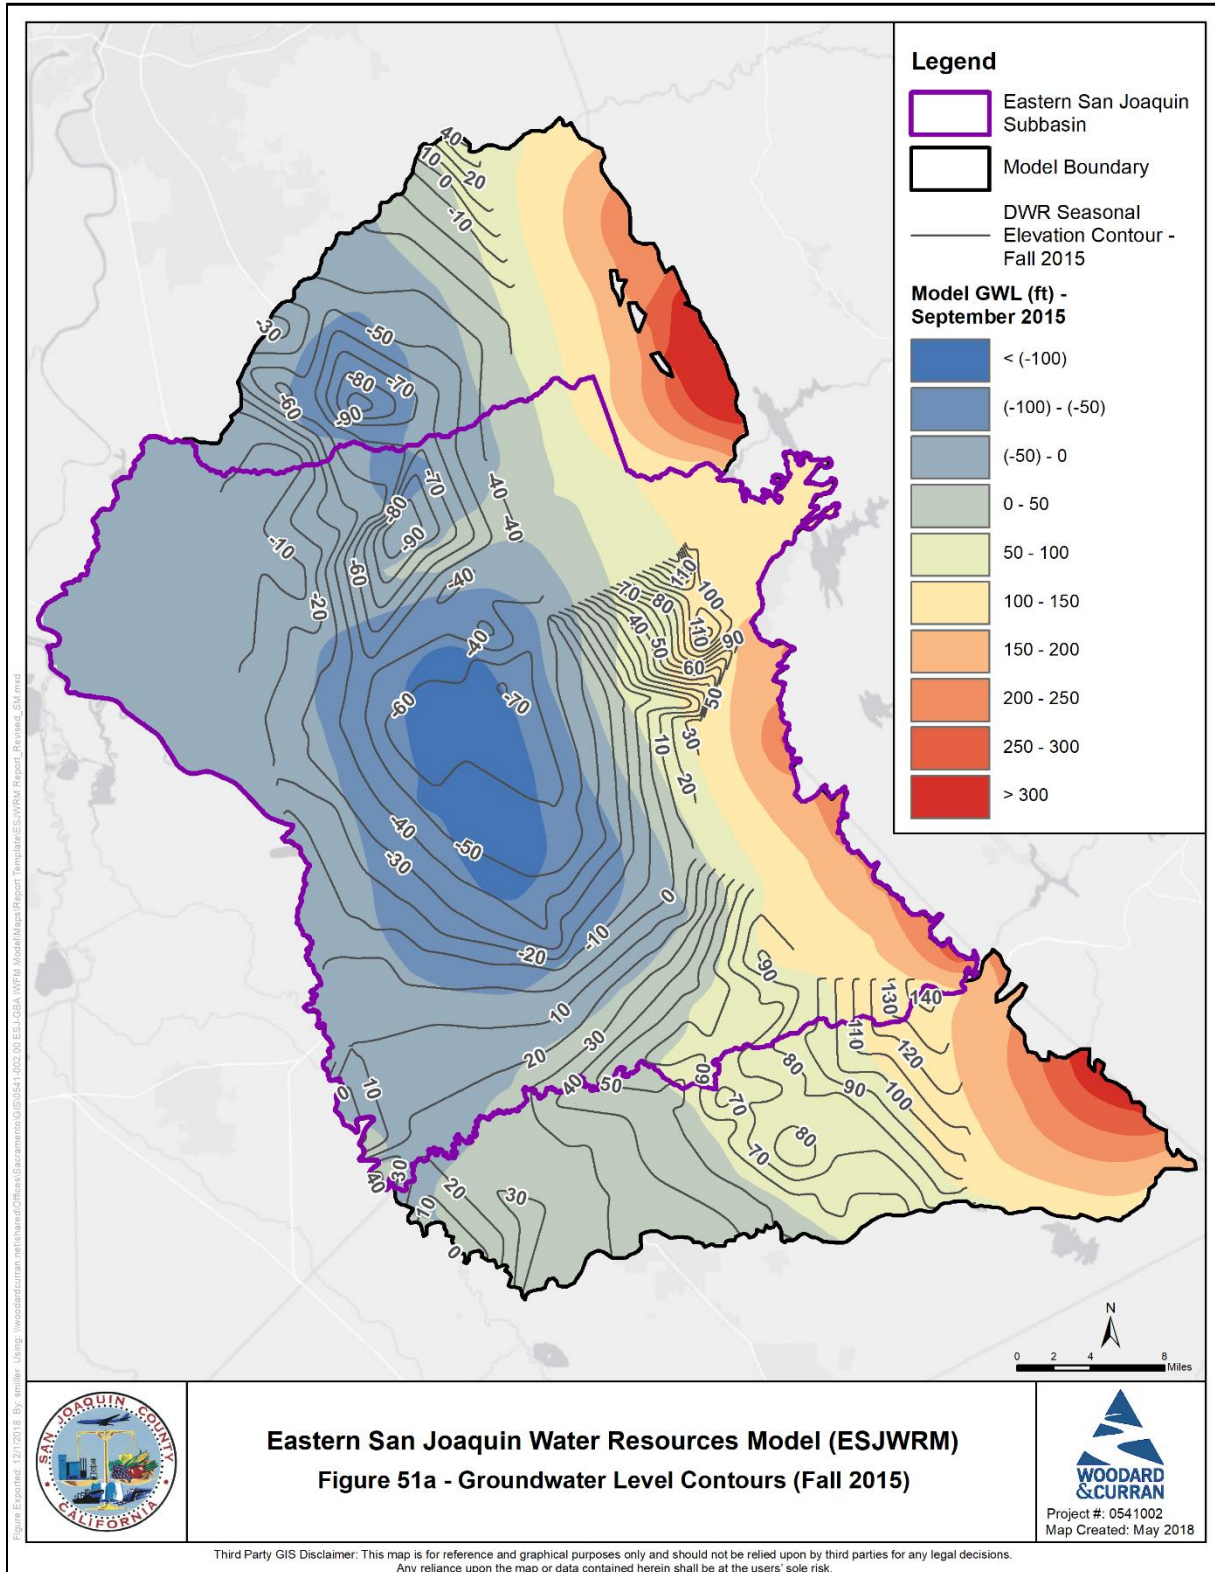 Legend
Eastern San Joaquin
Subbasin
Model Boundary
DWR Seasonal
Elevation Contour -
Fall 2015
Model GWL (ft) -
September 2015
< (-100)
(-100) - (-50)
(-50) - 0
0 - 50
50 - 100
100 - 150
150 - 200
200 - 250
250 - 300
> 300
40
10
20
0
-10
-30
-50
-80
-70
-60
-90
-70
-40
-80
-40
-10
-90
-60
-40
-20
110
100
70
80
40
110
50
90
-40
60
-60
-70
50
10
30
20
-40
-50
-30
0
-10
-20
90
130
140
10
30
110
20
120
80
60
40
50
90
10
0
100
70
80
70
30
40
20
30
10
0
N
0 2 4 8
Miles
SAN JOAQUIN COUNTY
CALIFORNIA
Eastern San Joaquin Water Resources Model (ESJWRM)
Figure 51a - Groundwater Level Contours (Fall 2015)
WOODARD
&CURRAN
Project #: 0541002
Map Created: May 2018
Third Party GIS Disclaimer: This map is for reference and graphical purposes only and should not be relied upon by third parties for any legal decisions.
Any reliance upon the map or data contained herein shall be at the users' sole risk.